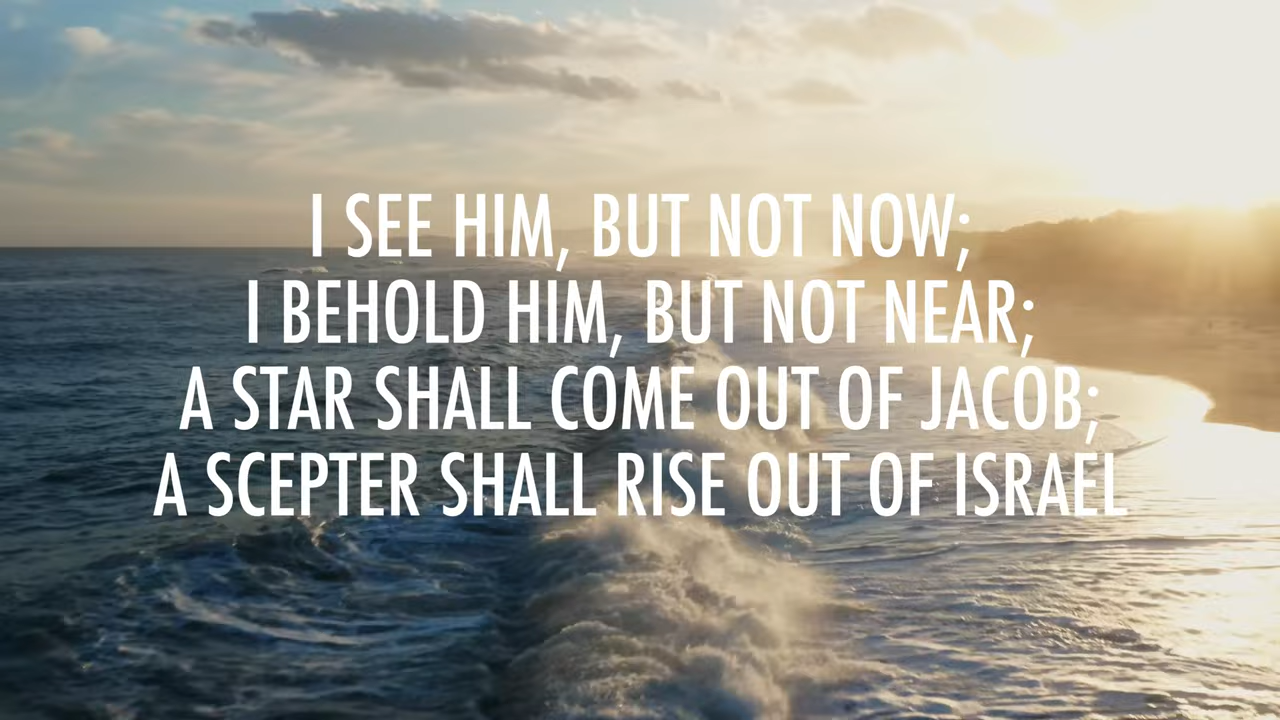 I SEE HIM, BUT NOT NOW;
I BEHOLD HIM, BUT NOT NEAR;
A STAR SHALL COME OUT OF JACOB;
A SCEPTER SHALL RISE OUT OF ISRAEL